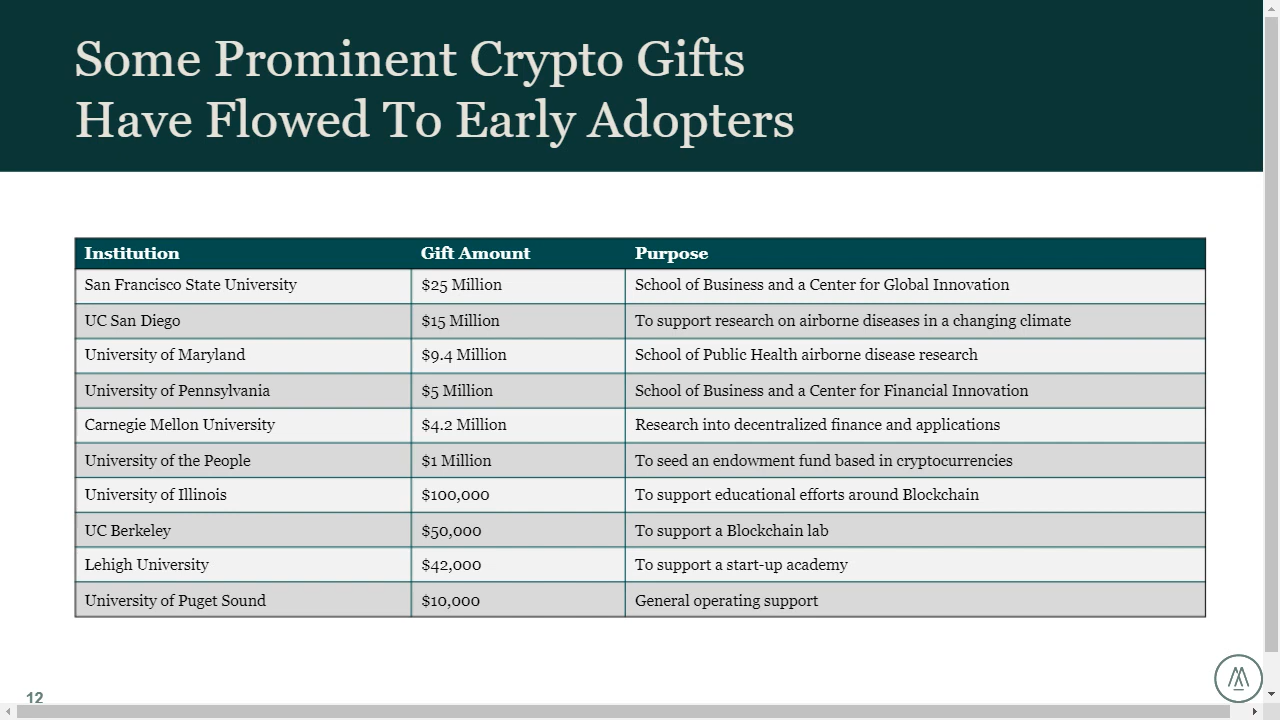 Some Prominent Crypto Gifts
Have Flowed To Early Adopters
Institution Gift Amount Purpose
San Francisco State University $25 Million School of Business and a Center for Global Innovation
UC San Diego $15 Million To support research on airborne diseases in a changing climate
University of Maryland $9.4 Million School of Public Health airborne disease research
University of Pennsylvania $5 Million School of Business and a Center for Financial Innovation
Carnegie Mellon University $4.2 Million Research into decentralized finance and applications
University of the People $1 Million To seed an endowment fund based in cryptocurrencies
University of Illinois $100,000 To support educational efforts around Blockchain
UC Berkeley $50,000 To support a Blockchain lab
Lehigh University $42,000 To support a start-up academy
University of Puget Sound $10,000 General operating support
12